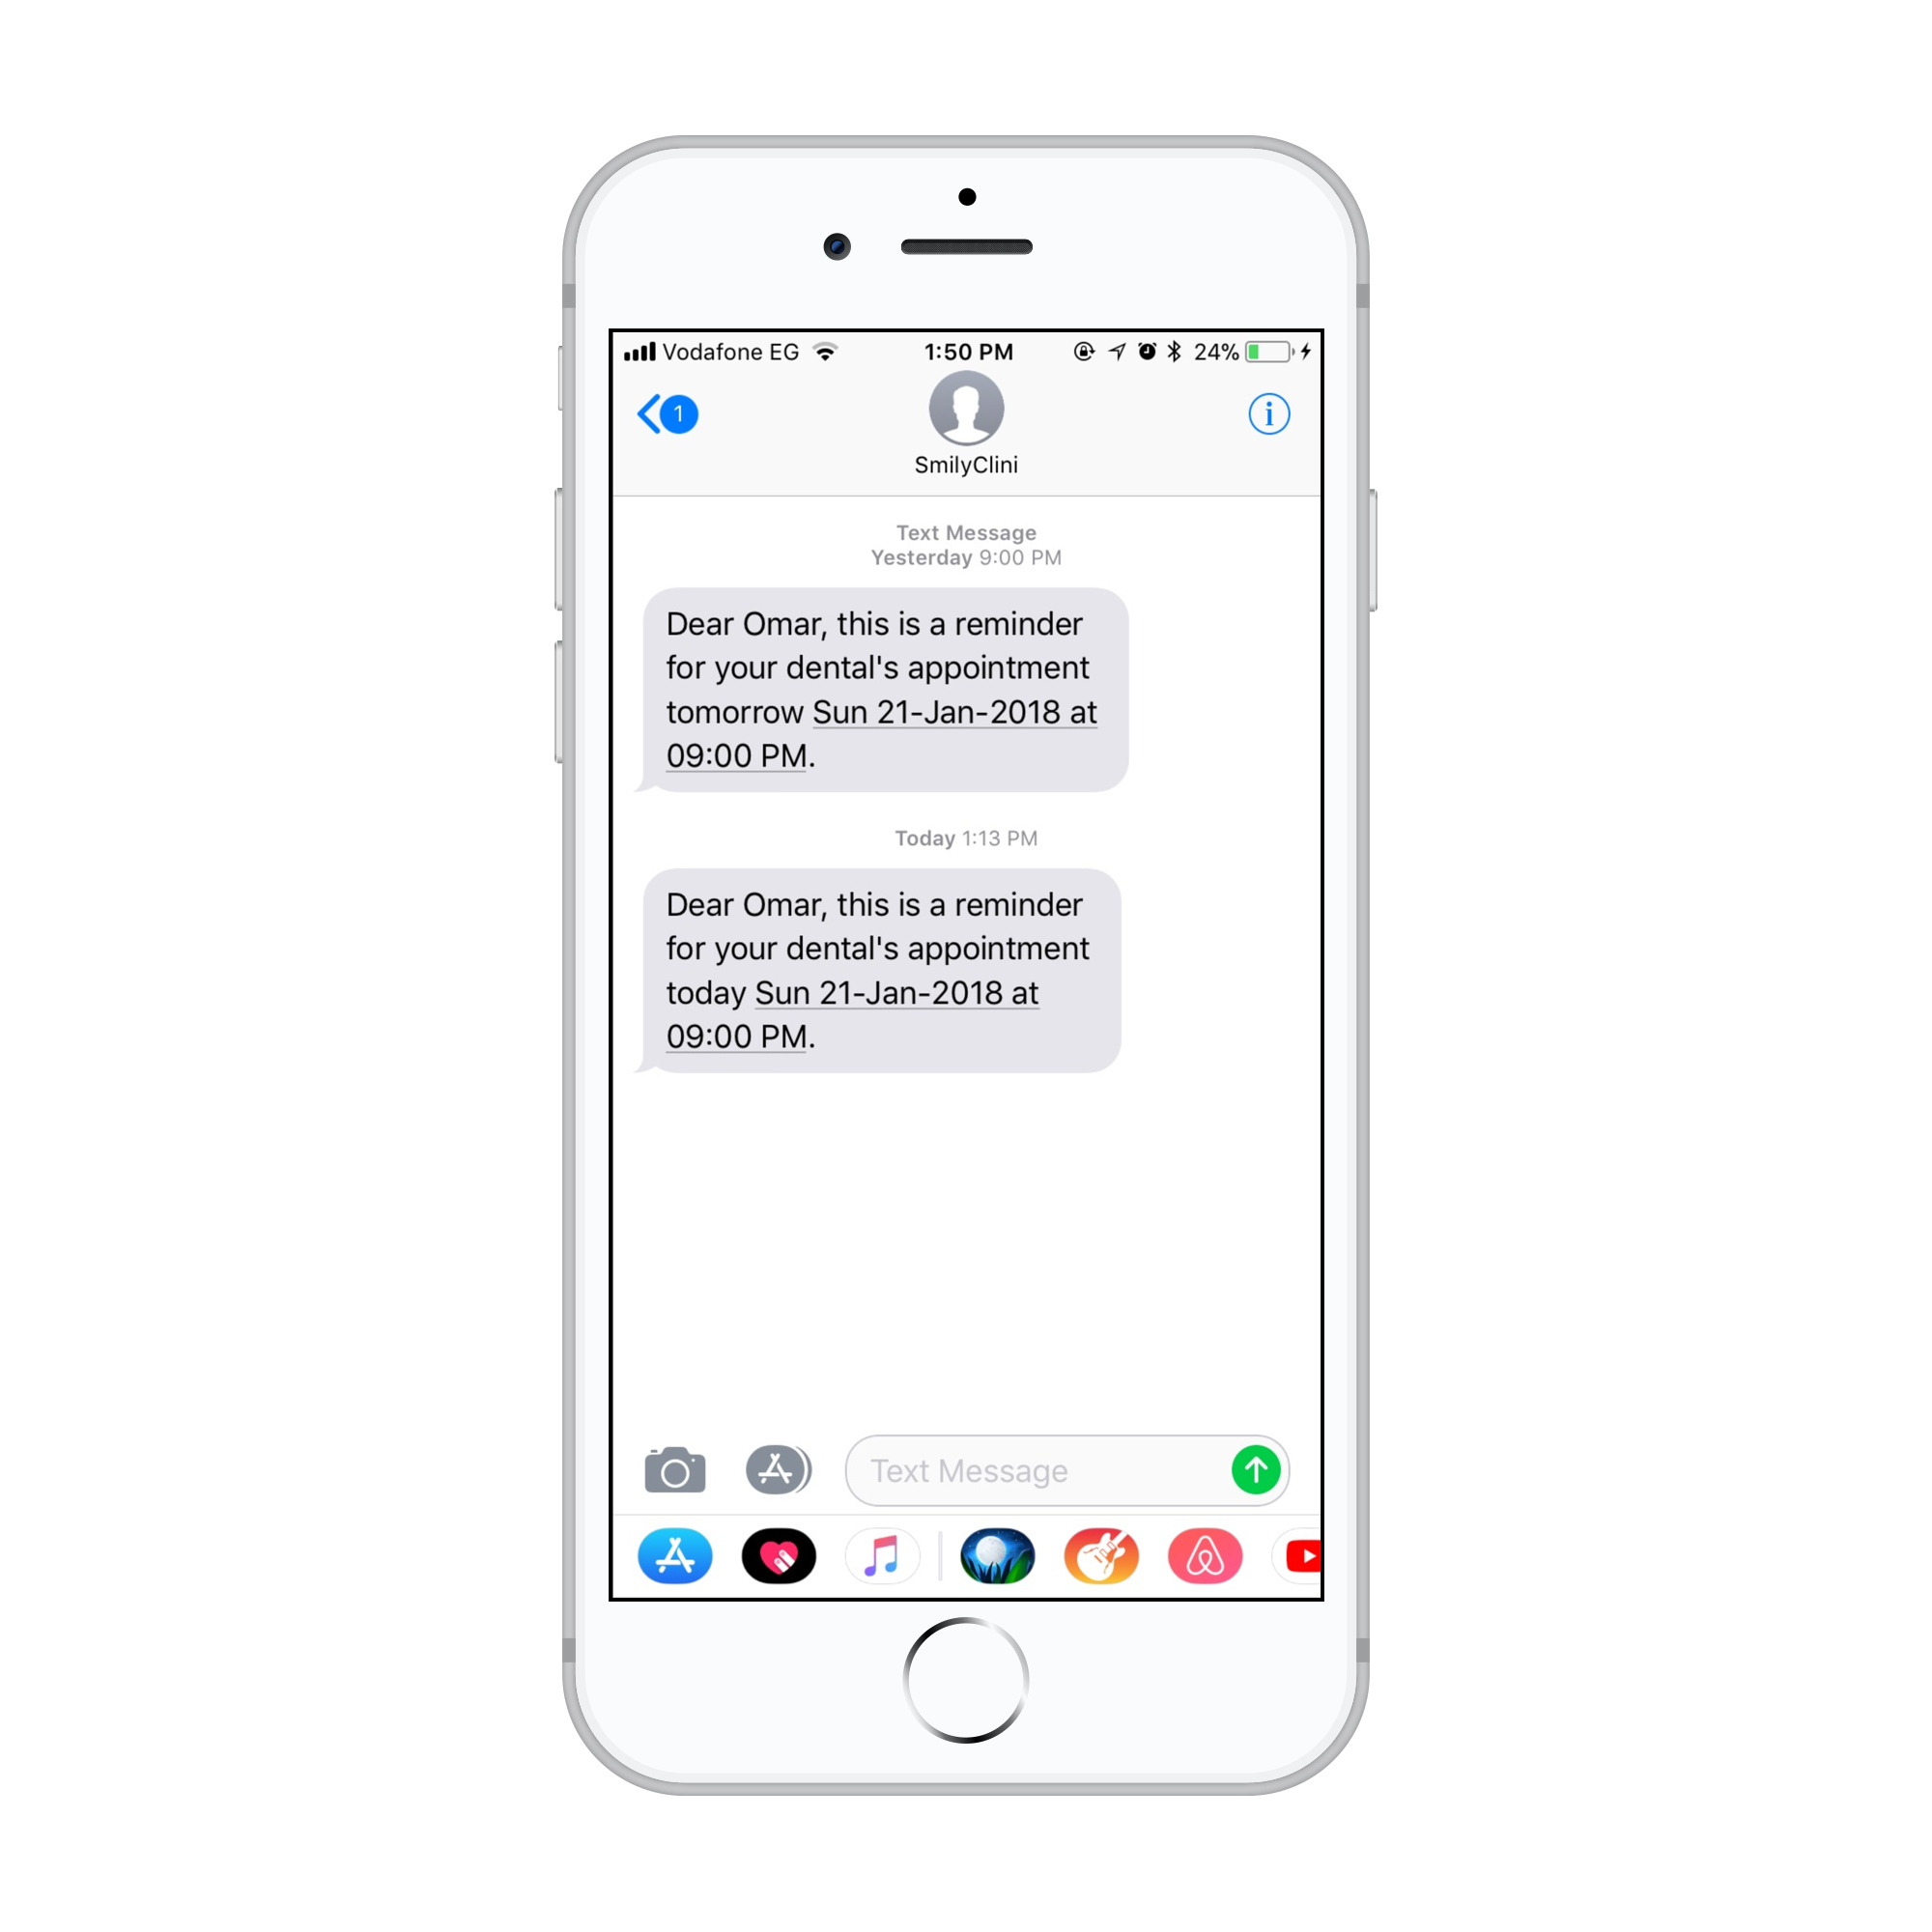 Vodafone EG 1:50 PM 24%
1
SmilyClini
Text Message
Yesterday 9:00 PM
Dear Omar, this is a reminder
for your dental's appointment
tomorrow Sun 21-Jan-2018 at
09:00 PM.
Today 1:13 PM
Dear Omar, this is a reminder
for your dental's appointment
today Sun 21-Jan-2018 at
09:00 PM.
Text Message